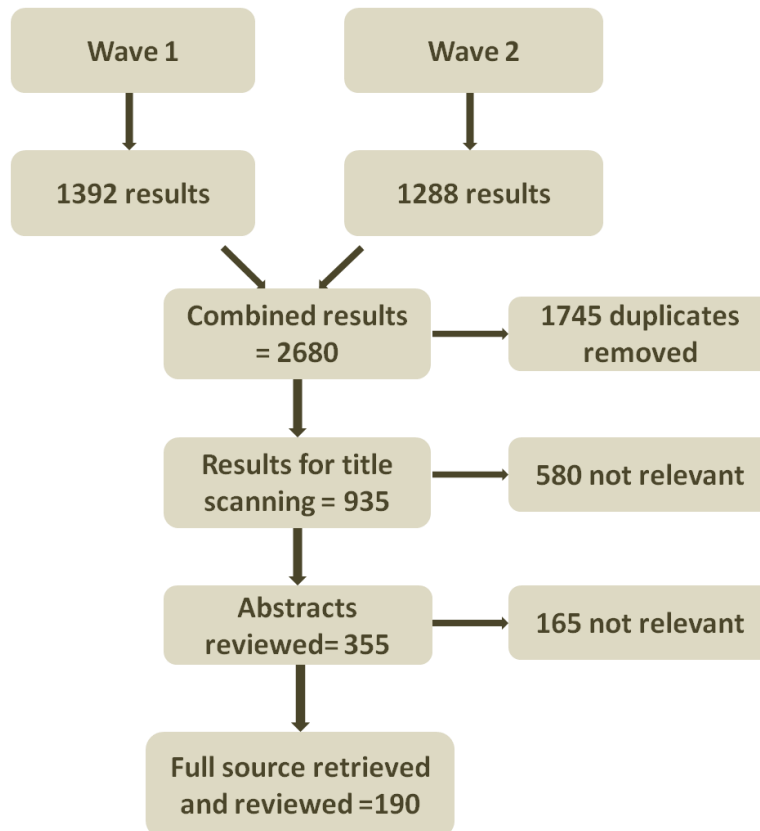 Wave 1
Wave 2
1392 results
1288 results
Combined results
= 2680
1745 duplicates
removed
Results for title
scanning = 935
580 not relevant
Abstracts
reviewed= 355
165 not relevant
Full source retrieved
and reviewed =190